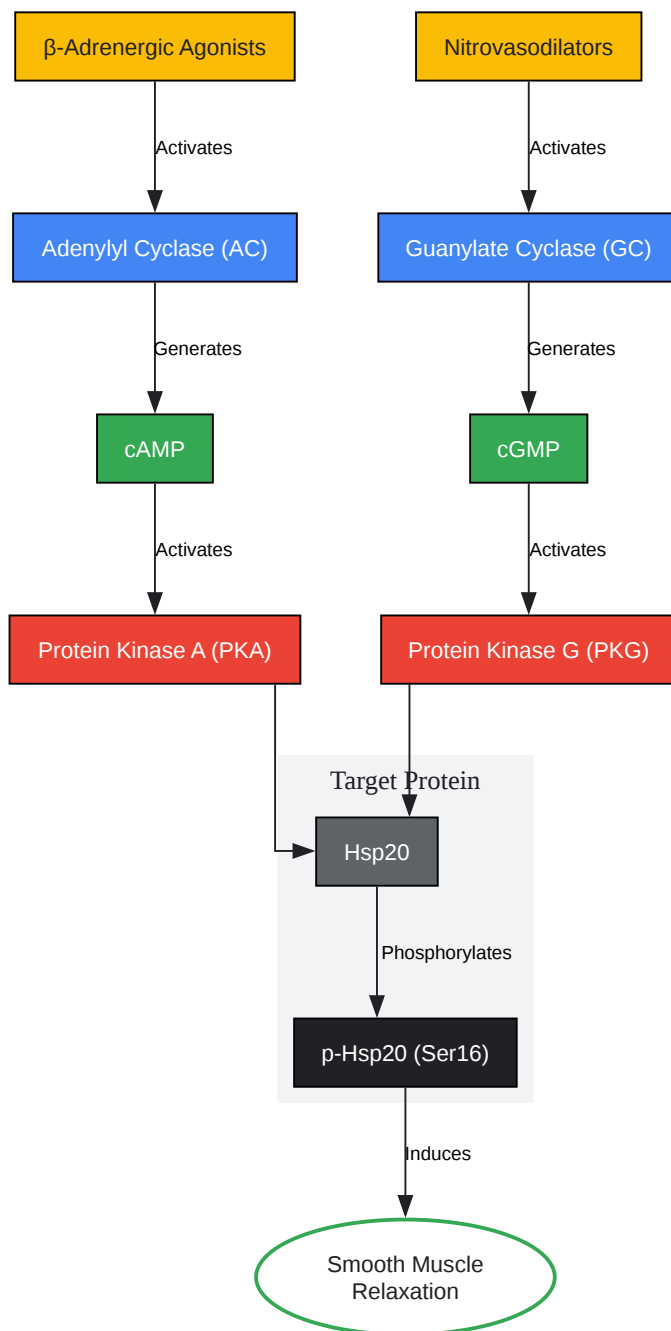 β-Adrenergic Agonists
Nitrovasodilators
Activates
Activates
Adenylyl Cyclase (AC)
Guanylate Cyclase (GC)
Generates
Generates
cAMP
cGMP
Activates
Activates
Protein Kinase A (PKA)
Protein Kinase G (PKG)
Target Protein
Hsp20
Phosphorylates
p-Hsp20 (Ser16)
Induces
Smooth Muscle
Relaxation